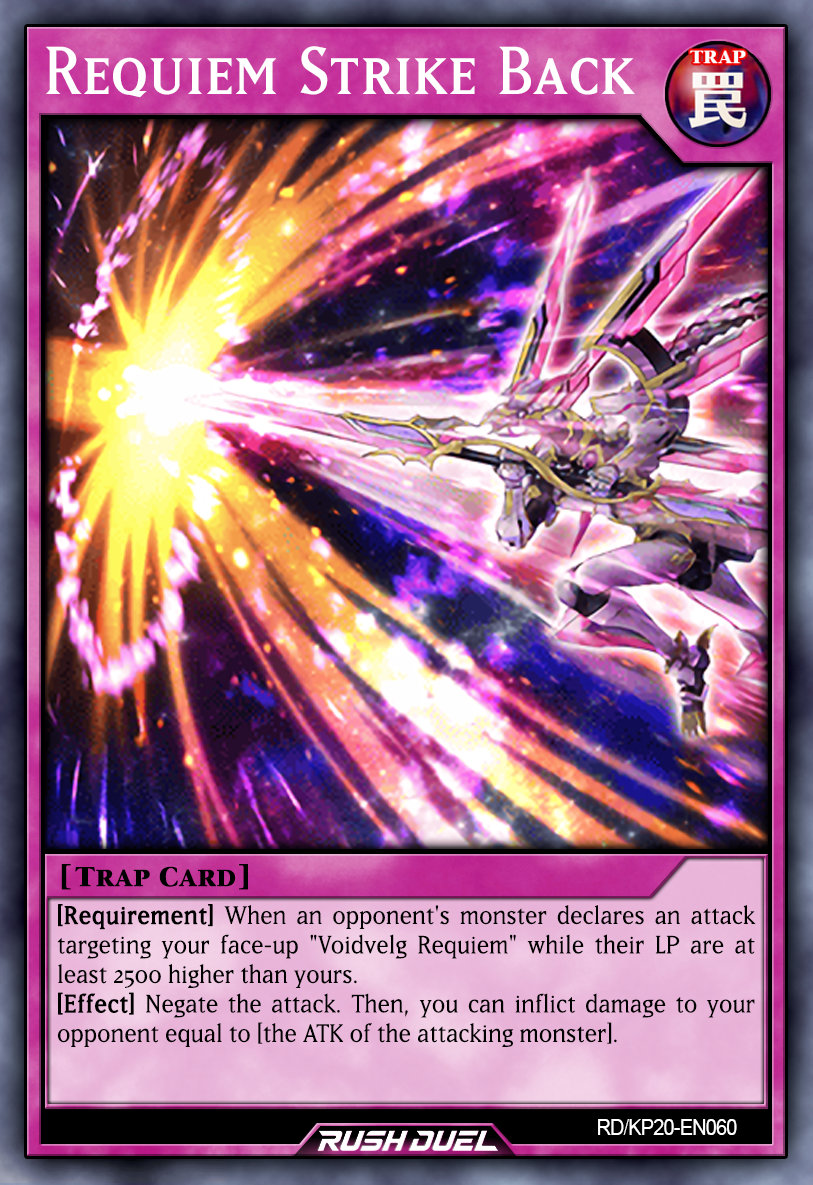 Requiem Strike Back
TRAP
罠
[Trap Card]
[Requirement] When an opponent's monster declares an attack
targeting your face-up "Voidvelg Requiem" while their LP are at
least 2500 higher than yours.
[Effect] Negate the attack. Then, you can inflict damage to your
opponent equal to [the ATK of the attacking monster].
RD/KP20-EN060
RUSH DUEL